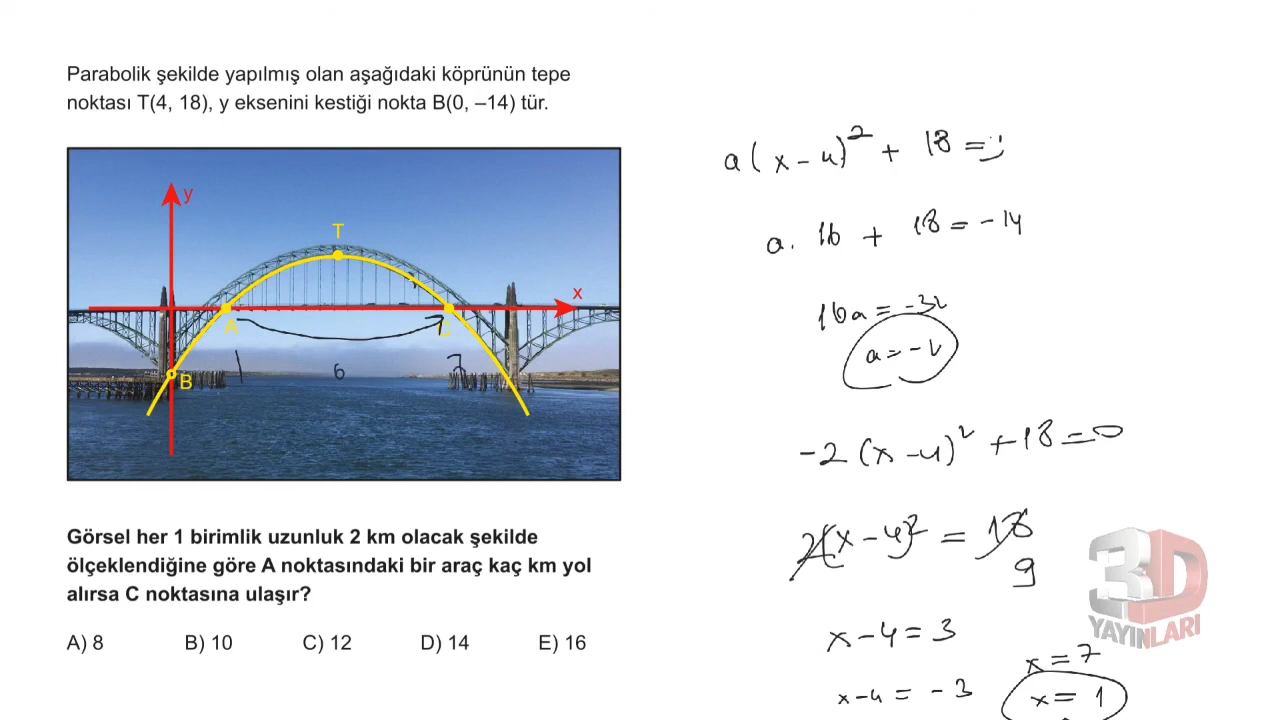 Parabolik şekilde yapılmış olan aşağıdaki köprünün tepe
noktası T(4, 18), y eksenini kestiği nokta B(0, –14) tür.
y
T
x
A
C
1
6
7
B
Görsel her 1 birimlik uzunluk 2 km olacak şekilde
ölçeklendiğine göre A noktasındaki bir araç kaç km yol
alırsa C noktasına ulaşır?
A) 8 B) 10 C) 12 D) 14 E) 16
a(x-4)² + 18 =
a. 16 + 18 = -14
16a = -32
a = -2
-2(x-4)² + 18 = 0
2(x-4)² = 18
9
x-4 = 3
x = 7
x-4 = -3
x = 1
3D
YAYINLARI